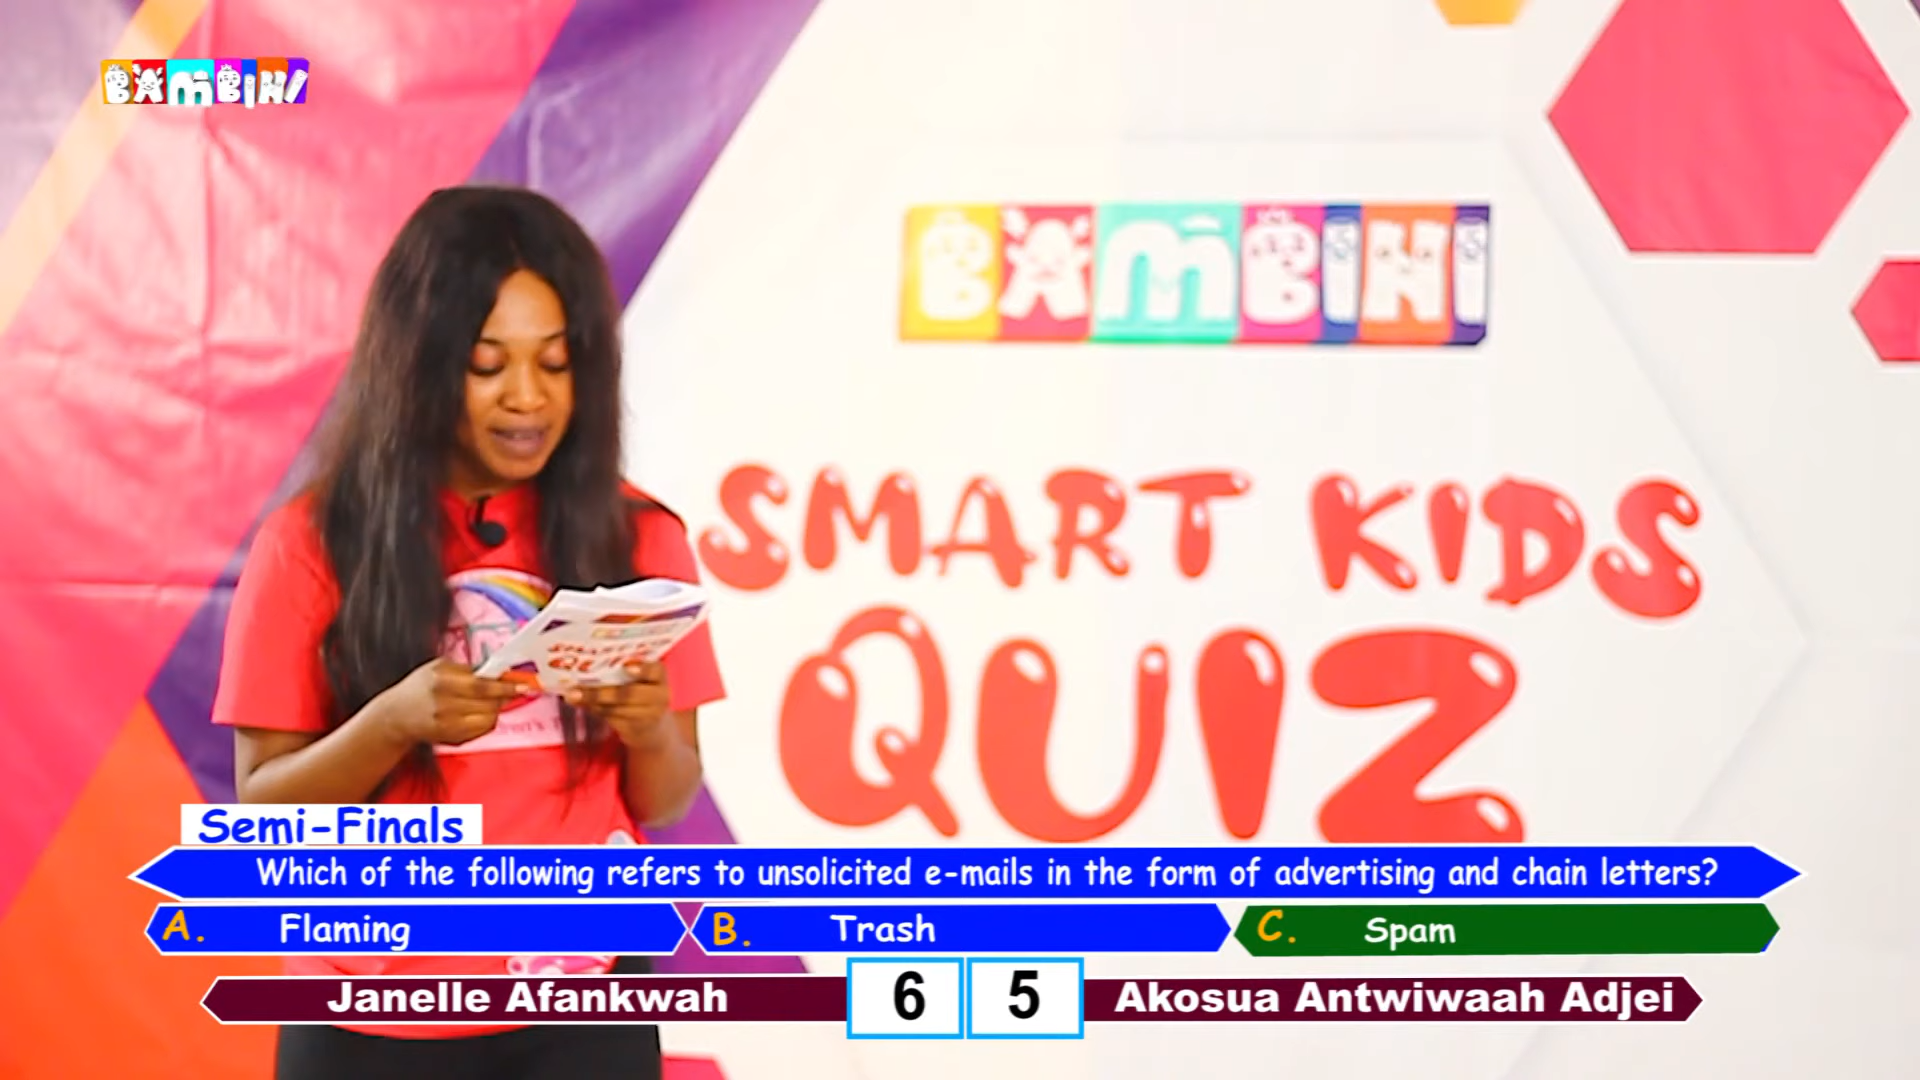 BAMBINI
BAMBINI
SMART KIDS
QUIZ
QUIZ
Semi-Finals
Which of the following refers to unsolicited e-mails in the form of advertising and chain letters?
A. Flaming
B. Trash
C. Spam
Janelle Afankwah 6 5 Akosua Antwiwaah Adjei